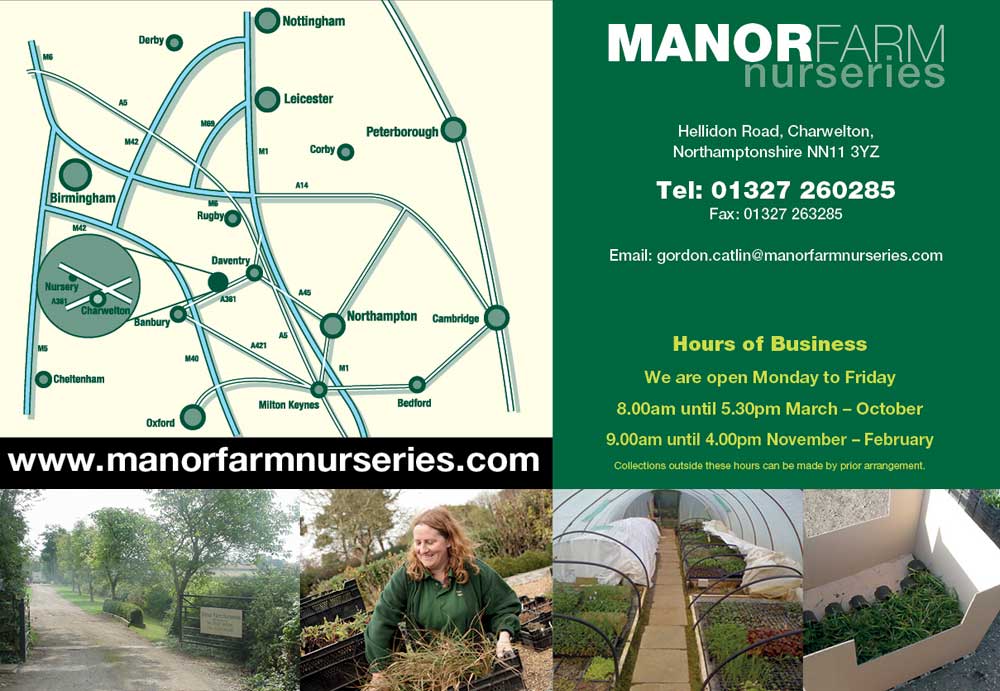 Nottingham
Derby
M6
A5
Leicester
M69
M42
M1
Peterborough
Corby
A14
Birmingham
M6
Rugby
M42
Daventry
Nursery
A361
Charwelton
A361
A45
Banbury
Northampton
Cambridge
A421
A5
M5
M40
M1
Cheltenham
Milton Keynes
Bedford
Oxford
www.manorfarmnurseries.com
MANORFARM
nurseries
Hellidon Road, Charwelton,
Northamptonshire NN11 3YZ
Tel: 01327 260285
Fax: 01327 263285
Email: gordon.catlin@manorfarmnurseries.com
Hours of Business
We are open Monday to Friday
8.00am until 5.30pm March – October
9.00am until 4.00pm November – February
Collections outside these hours can be made by prior arrangement.